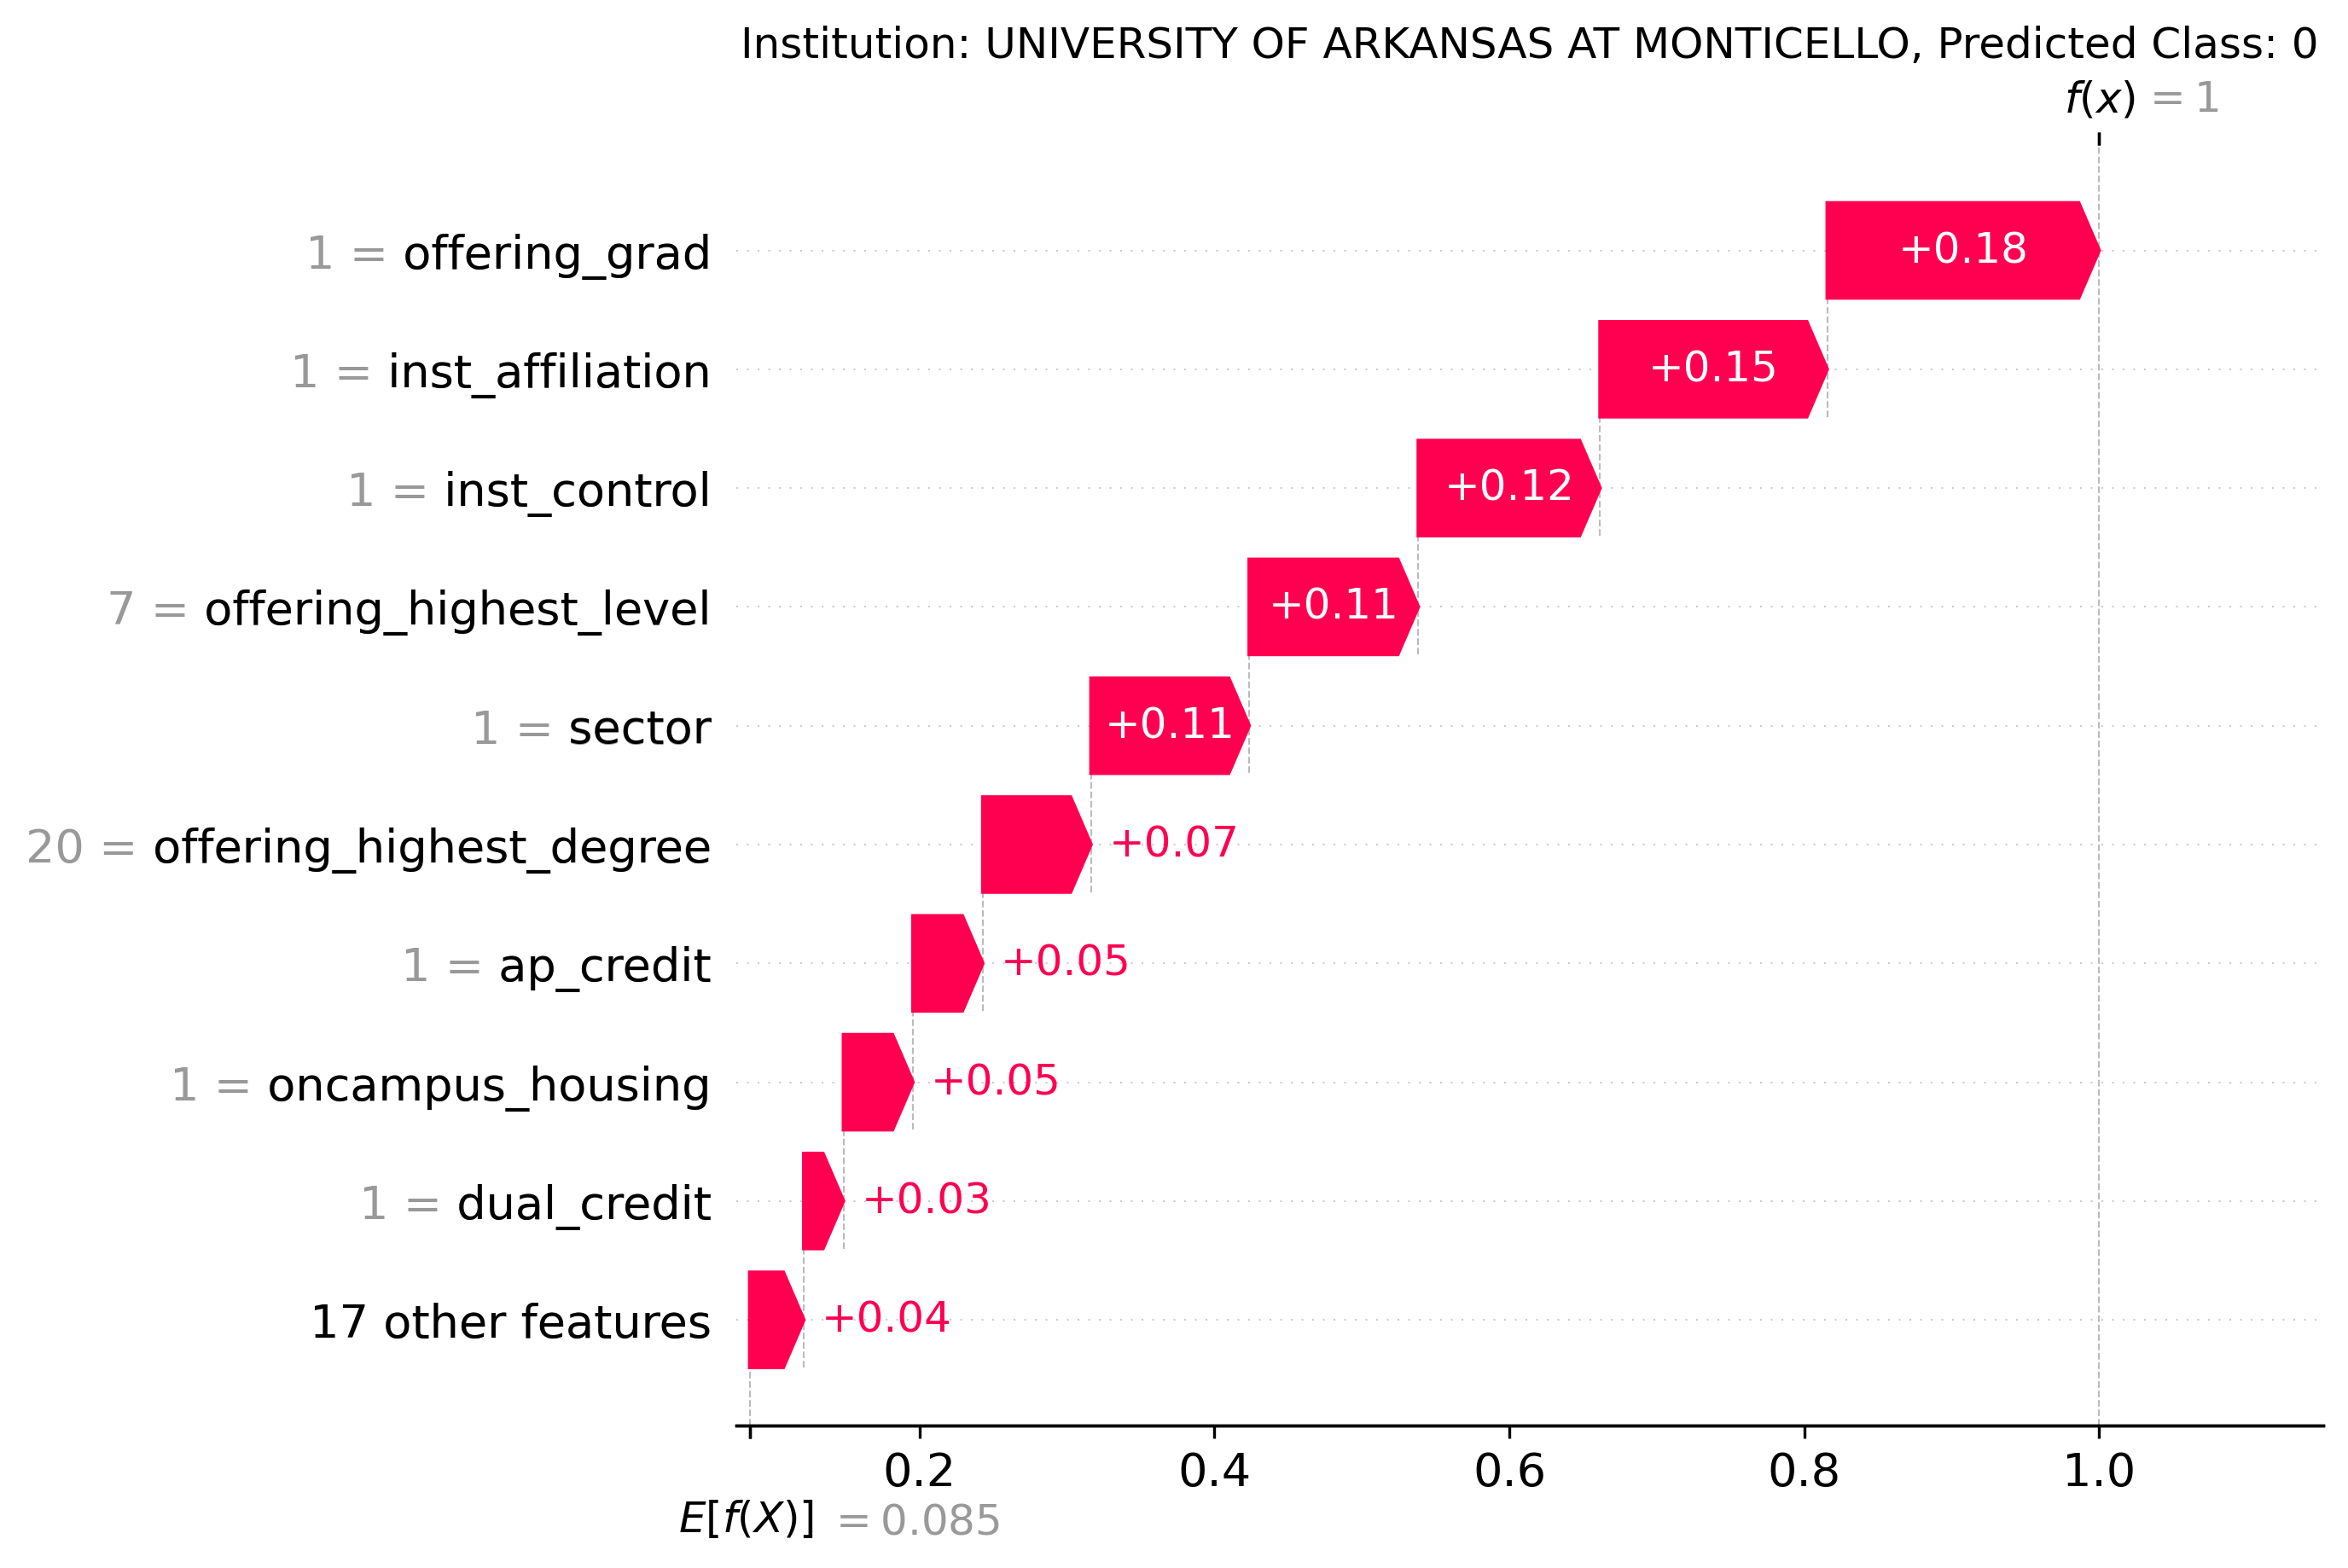 Institution: UNIVERSITY OF ARKANSAS AT MONTICELLO, Predicted Class: 0
f(x) = 1
1 = offering_grad +0.18
1 = inst_affiliation +0.15
1 = inst_control +0.12
7 = offering_highest_level +0.11
1 = sector +0.11
20 = offering_highest_degree +0.07
1 = ap_credit +0.05
1 = oncampus_housing +0.05
1 = dual_credit +0.03
17 other features +0.04
0.2 0.4 0.6 0.8 1.0
E[f(X)] = 0.085